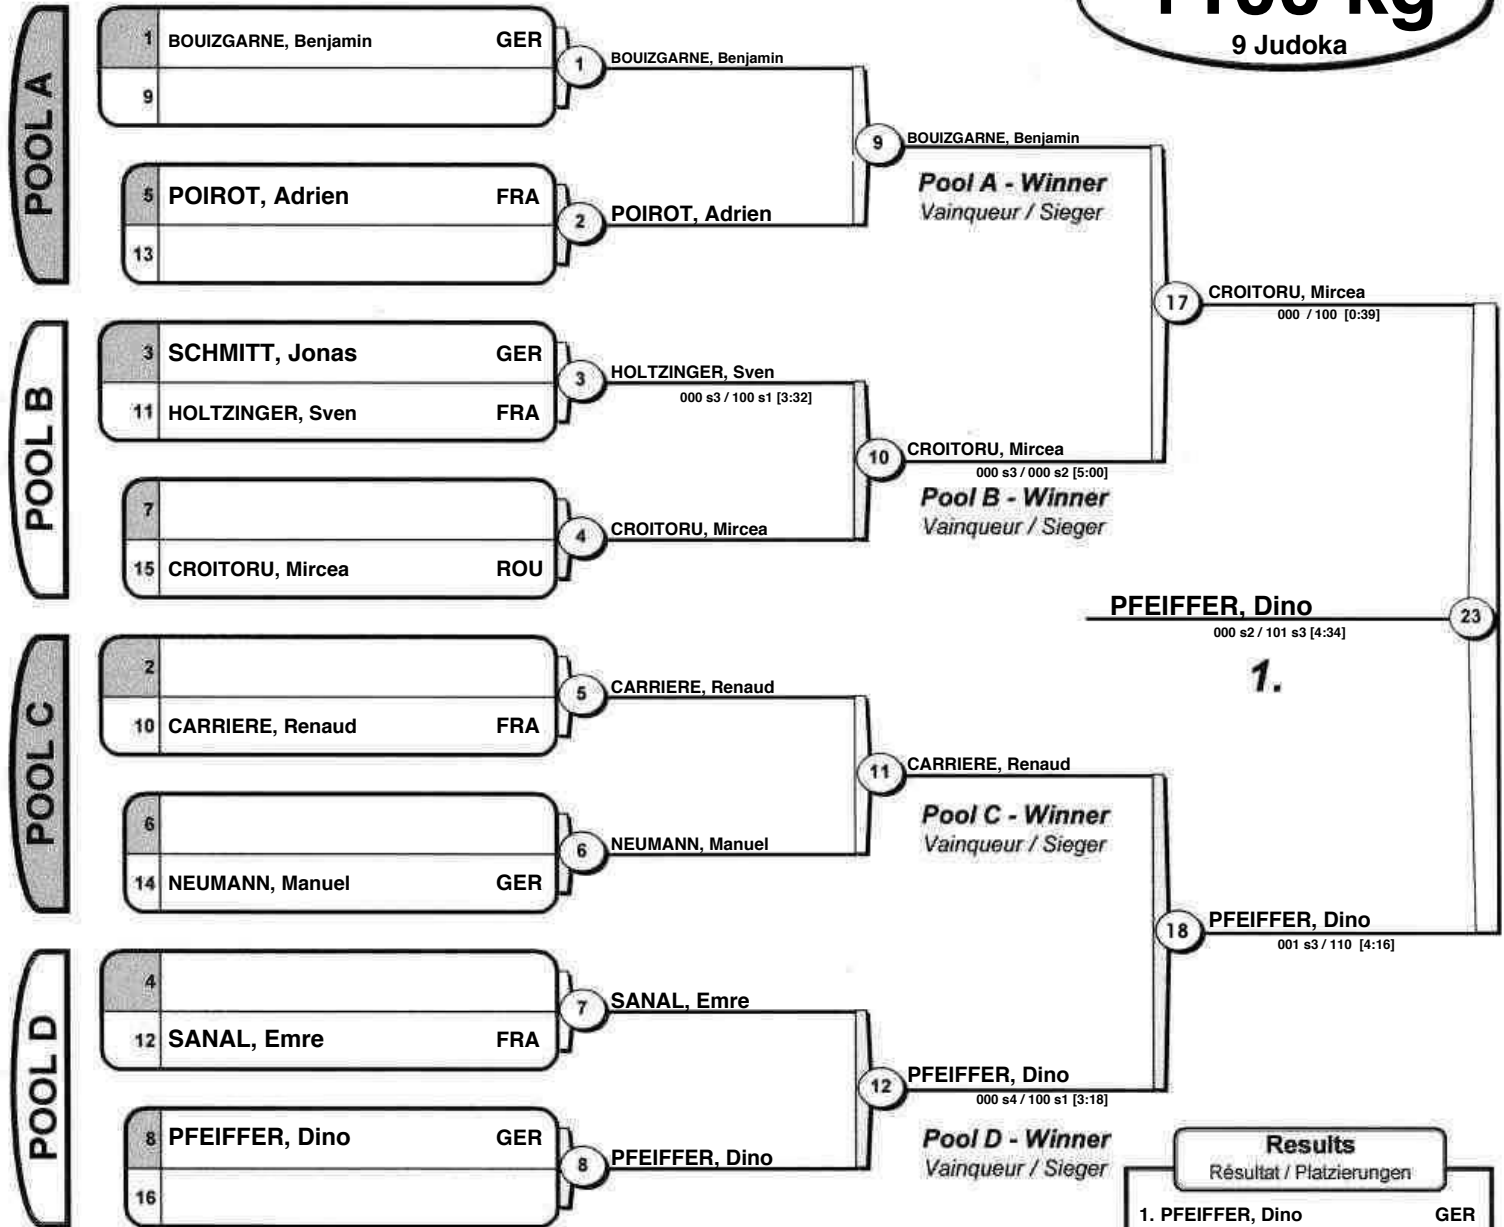 9 Judoka
POOL A
1 BOUIZGARNE, Benjamin GER
9
1 BOUIZGARNE, Benjamin
5 POIROT, Adrien FRA
13
2 POIROT, Adrien
9 BOUIZGARNE, Benjamin
Pool A - Winner
Vainqueur / Sieger
POOL B
3 SCHMITT, Jonas GER
11 HOLTZINGER, Sven FRA
3 HOLTZINGER, Sven
000 s3 / 100 s1 [3:32]
7
15 CROITORU, Mircea ROU
4 CROITORU, Mircea
10 CROITORU, Mircea
000 s3 / 000 s2 [5:00]
Pool B - Winner
Vainqueur / Sieger
17 CROITORU, Mircea
000 / 100 [0:39]
PFEIFFER, Dino 23
000 s2 / 101 s3 [4:34]
1.
POOL C
2
10 CARRIERE, Renaud FRA
5 CARRIERE, Renaud
6
14 NEUMANN, Manuel GER
6 NEUMANN, Manuel
11 CARRIERE, Renaud
Pool C - Winner
Vainqueur / Sieger
POOL D
4
12 SANAL, Emre FRA
7 SANAL, Emre
8 PFEIFFER, Dino GER
16
8 PFEIFFER, Dino
12 PFEIFFER, Dino
000 s4 / 100 s1 [3:18]
Pool D - Winner
Vainqueur / Sieger
18 PFEIFFER, Dino
001 s3 / 110 [4:16]
Results
Résultat / Platzierungen
1. PFEIFFER, Dino GER